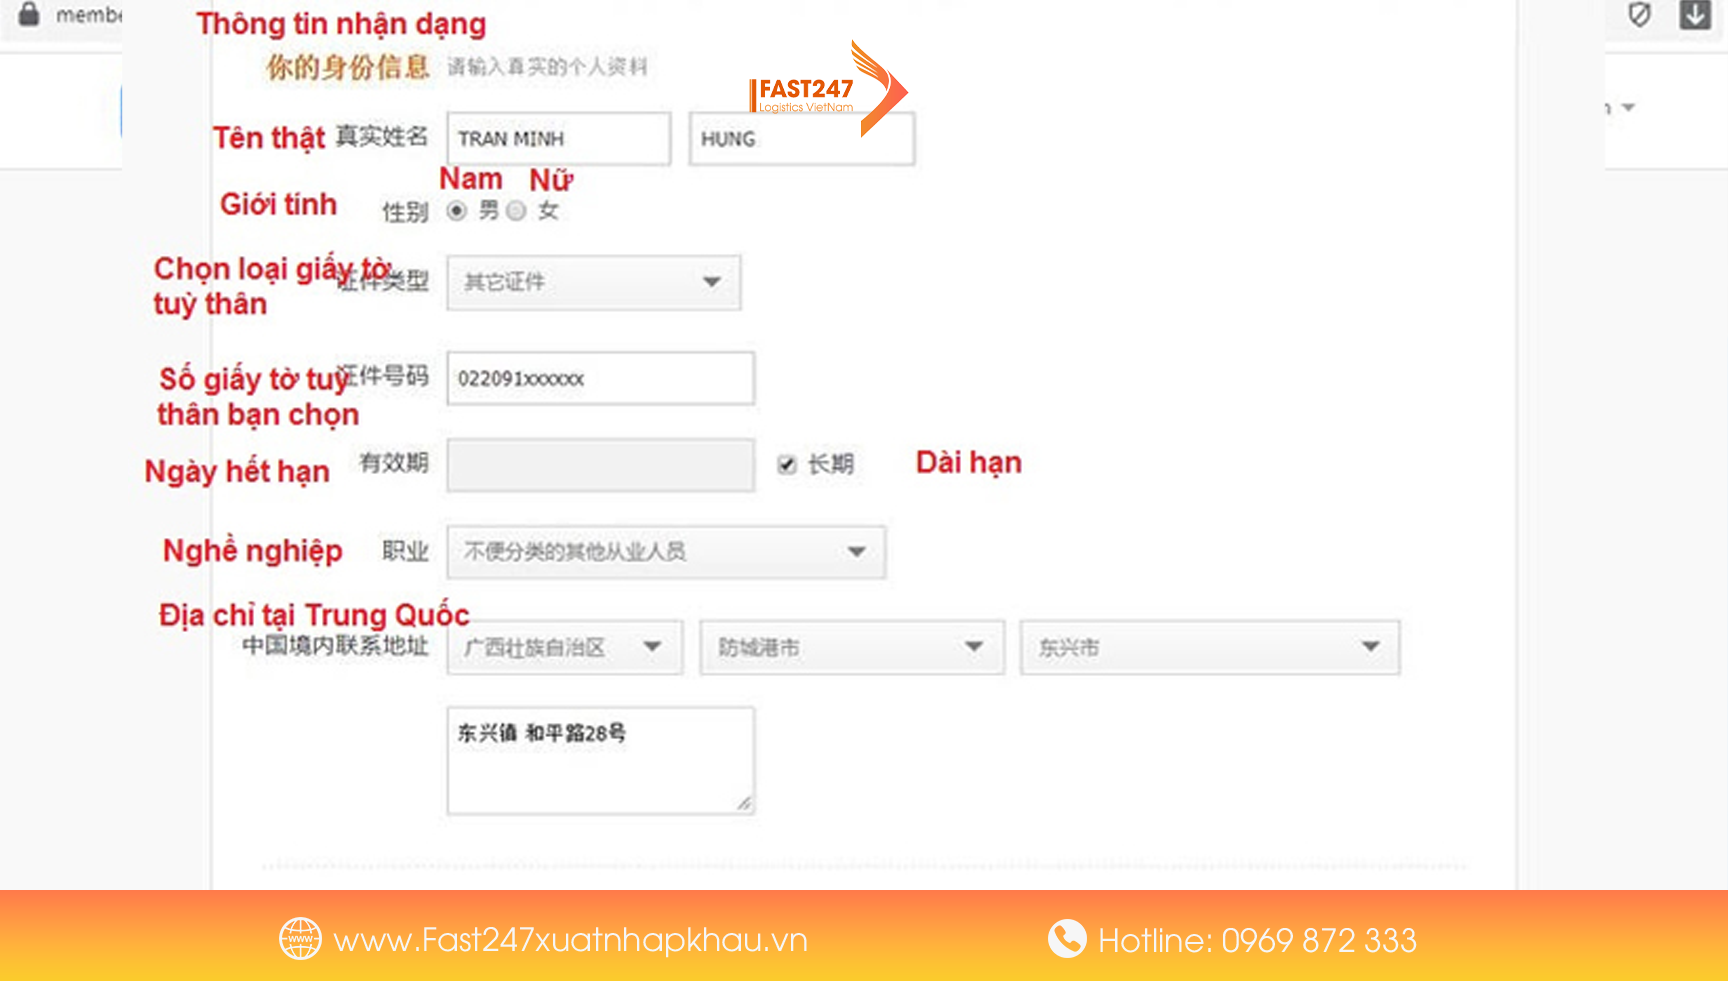 membe
Thông tin nhận dạng
你的身份信息 请输入真实的个人资料
FAST247
Logistics VietNam
Tên thật 真实姓名 TRAN MINH HUNG
Nam Nữ
Giới tính 性别 男 女
Chọn loại giấy tờ
tuỳ thân
证件类型 其它证件
Số giấy tờ tuỳ
thân bạn chọn
证件号码 022091xxxxxx
Ngày hết hạn 有效期 长期 Dài hạn
Nghề nghiệp 职业 不便分类的其他从业人员
Địa chỉ tại Trung Quốc
中国境内联系地址 广西壮族自治区 防城港市 东兴市
东兴镇 和平路28号
www.Fast247xuatnhapkhau.vn Hotline: 0969 872 333